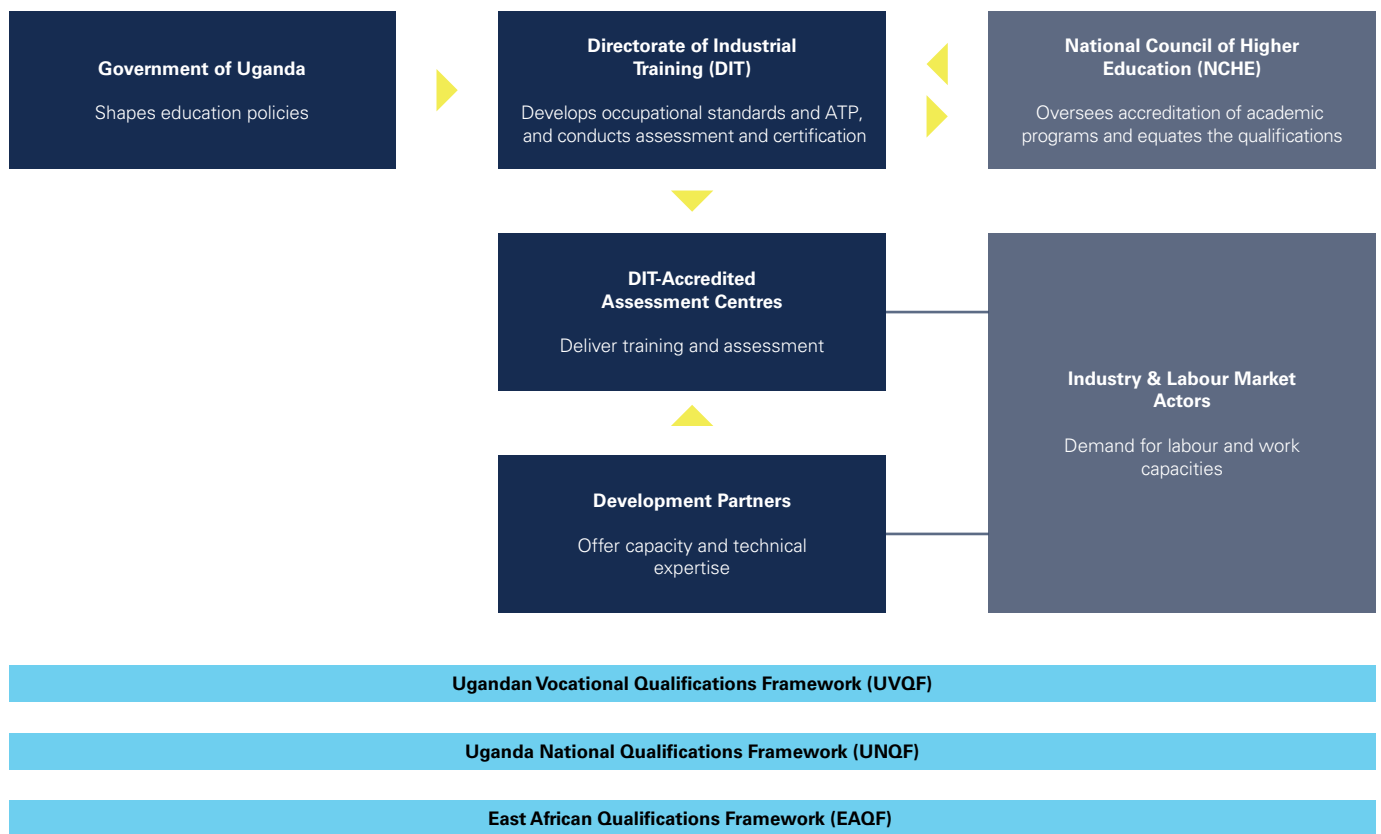 Government of Uganda
Shapes education policies
Directorate of Industrial
Training (DIT)
Develops occupational standards and ATP,
and conducts assessment and certification
National Council of Higher
Education (NCHE)
Oversees accreditation of academic
programs and equates the qualifications
DIT-Accredited
Assessment Centres
Deliver training and assessment
Industry & Labour Market
Actors
Demand for labour and work
capacities
Development Partners
Offer capacity and technical
expertise
Ugandan Vocational Qualifications Framework (UVQF)
Uganda National Qualifications Framework (UNQF)
East African Qualifications Framework (EAQF)